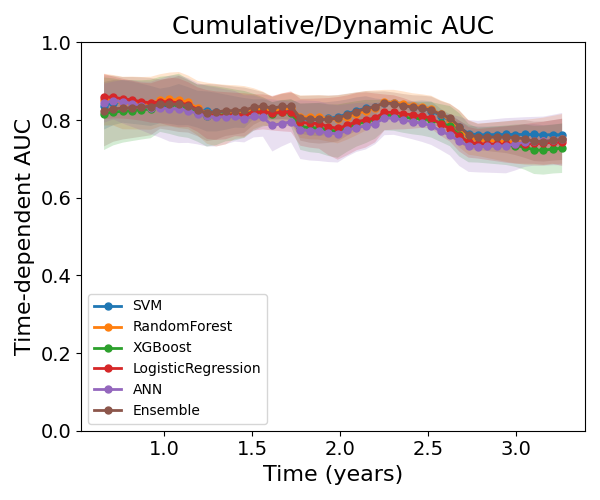 Cumulative/Dynamic AUC
Time-dependent AUC
1.0
0.8
0.6
0.4
0.2
0.0
SVM
RandomForest
XGBoost
LogisticRegression
ANN
Ensemble
1.0 1.5 2.0 2.5 3.0
Time (years)